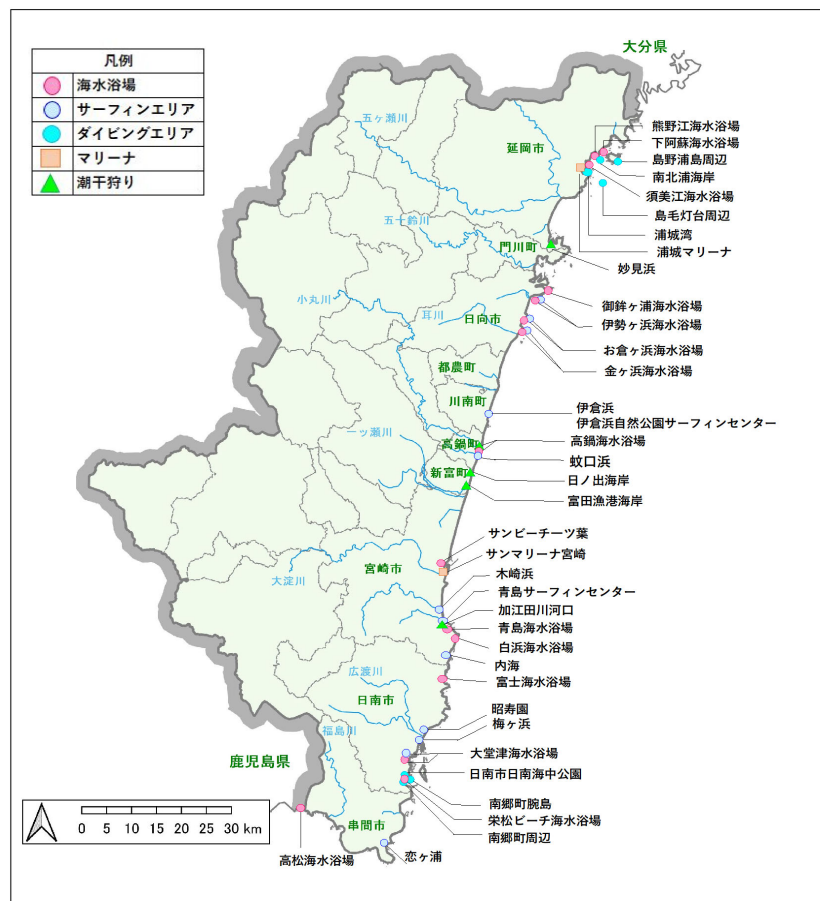 凡例
海水浴場
サーフィンエリア
ダイビングエリア
マリーナ
潮干狩り
大分県
五ヶ瀬川
延岡市
熊野江海水浴場
下阿蘇海水浴場
島野浦島周辺
南北浦海岸
須美江海水浴場
島毛灯台周辺
浦城湾
浦城マリーナ
五十鈴川
門川町
妙見浜
小丸川
耳川
日向市
御鉾ヶ浦海水浴場
伊勢ヶ浜海水浴場
お倉ヶ浜海水浴場
金ヶ浜海水浴場
都農町
川南町
伊倉浜
伊倉浜自然公園サーフィンセンター
一ッ瀬川
高鍋町
高鍋海水浴場
蚊口浜
新富町
日ノ出海岸
富田漁港海岸
サンビーチーツ葉
サンマリーナ宮崎
宮崎市
大淀川
木崎浜
青島サーフィンセンター
加江田川河口
青島海水浴場
白浜海水浴場
内海
広渡川
富士海水浴場
日南市
昭寿園
梅ヶ浜
福島川
大堂津海水浴場
鹿児島県
日南市日南海中公園
南郷町腕島
栄松ビーチ海水浴場
南郷町周辺
串間市
0 5 10 15 20 25 30 km
高松海水浴場
恋ヶ浦